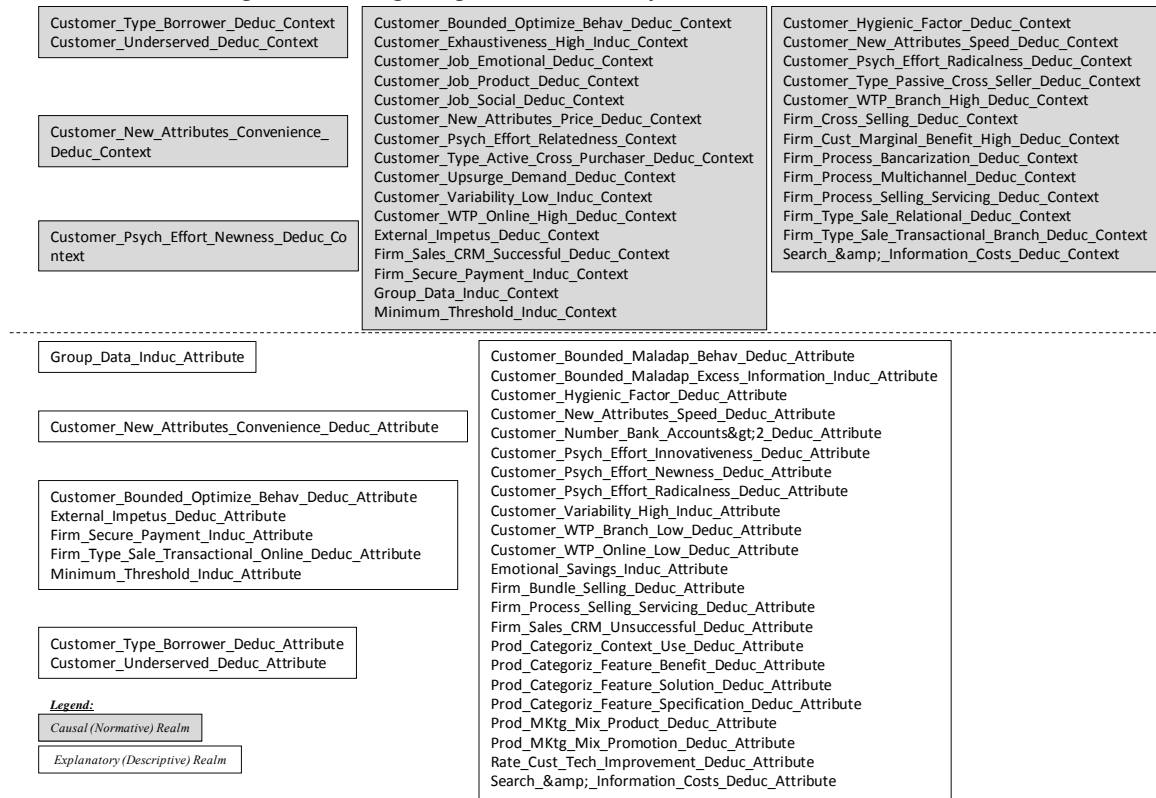 Customer_Type_Borrower_Deduc_Context
Customer_Underserved_Deduc_Context
Customer_New_Attributes_Convenience_
Deduc_Context
Customer_Psych_Effort_Newness_Deduc_Co
ntext
Customer_Bounded_Optimize_Behav_Deduc_Context
Customer_Exhaustiveness_High_Induc_Context
Customer_Job_Emotional_Deduc_Context
Customer_Job_Product_Deduc_Context
Customer_Job_Social_Deduc_Context
Customer_New_Attributes_Price_Deduc_Context
Customer_Psych_Effort_Relatedness_Context
Customer_Type_Active_Cross_Purchaser_Deduc_Context
Customer_Upsurge_Demand_Deduc_Context
Customer_Variability_Low_Induc_Context
Customer_WTP_Online_High_Deduc_Context
External_Impetus_Deduc_Context
Firm_Sales_CRM_Successful_Deduc_Context
Firm_Secure_Payment_Induc_Context
Group_Data_Induc_Context
Minimum_Threshold_Induc_Context
Customer_Hygienic_Factor_Deduc_Context
Customer_New_Attributes_Speed_Deduc_Context
Customer_Psych_Effort_Radicalness_Deduc_Context
Customer_Type_Passive_Cross_Seller_Deduc_Context
Customer_WTP_Branch_High_Deduc_Context
Firm_Cross_Selling_Deduc_Context
Firm_Cust_Marginal_Benefit_High_Deduc_Context
Firm_Process_Bancarization_Deduc_Context
Firm_Process_Multichannel_Deduc_Context
Firm_Process_Selling_Servicing_Deduc_Context
Firm_Type_Sale_Relational_Deduc_Context
Firm_Type_Sale_Transactional_Branch_Deduc_Context
Search_&amp;_Information_Costs_Deduc_Context
Group_Data_Induc_Attribute
Customer_New_Attributes_Convenience_Deduc_Attribute
Customer_Bounded_Optimize_Behav_Deduc_Attribute
External_Impetus_Deduc_Attribute
Firm_Secure_Payment_Induc_Attribute
Firm_Type_Sale_Transactional_Online_Deduc_Attribute
Minimum_Threshold_Induc_Attribute
Customer_Type_Borrower_Deduc_Attribute
Customer_Underserved_Deduc_Attribute
Legend:
Causal (Normative) Realm
Explanatory (Descriptive) Realm
Customer_Bounded_Maladap_Behav_Deduc_Attribute
Customer_Bounded_Maladap_Excess_Information_Induc_Attribute
Customer_Hygienic_Factor_Deduc_Attribute
Customer_New_Attributes_Speed_Deduc_Attribute
Customer_Number_Bank_Accounts&gt;2_Deduc_Attribute
Customer_Psych_Effort_Innovativeness_Deduc_Attribute
Customer_Psych_Effort_Newness_Deduc_Attribute
Customer_Psych_Effort_Radicalness_Deduc_Attribute
Customer_Variability_High_Induc_Attribute
Customer_WTP_Branch_Low_Deduc_Attribute
Customer_WTP_Online_Low_Deduc_Attribute
Emotional_Savings_Induc_Attribute
Firm_Bundle_Selling_Deduc_Attribute
Firm_Process_Selling_Servicing_Deduc_Attribute
Firm_Sales_CRM_Unsuccessful_Deduc_Attribute
Prod_Categoriz_Context_Use_Deduc_Attribute
Prod_Categoriz_Feature_Benefit_Deduc_Attribute
Prod_Categoriz_Feature_Solution_Deduc_Attribute
Prod_Categoriz_Feature_Specification_Deduc_Attribute
Prod_MKtg_Mix_Product_Deduc_Attribute
Prod_MKtg_Mix_Promotion_Deduc_Attribute
Rate_Cust_Tech_Improvement_Deduc_Attribute
Search_&amp;_Information_Costs_Deduc_Attribute